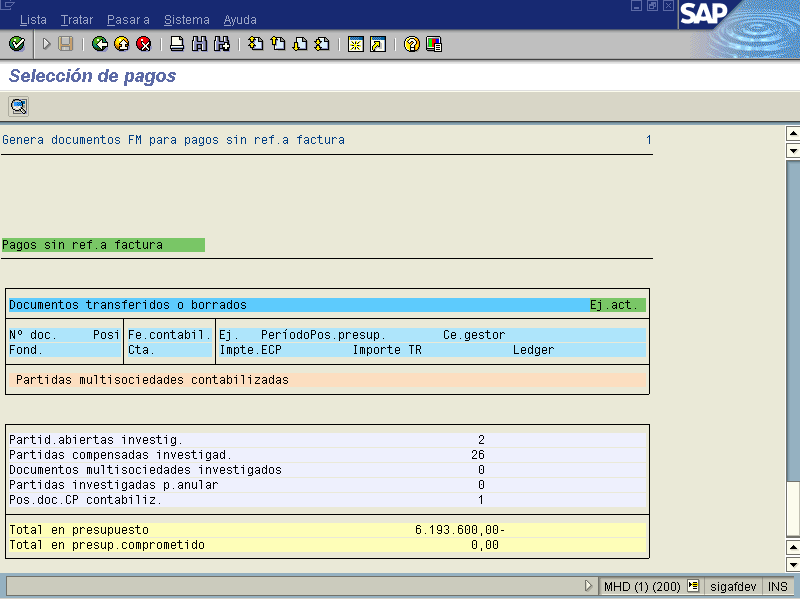 Lista Tratar Pasar a Sistema Ayuda
SAP
Selección de pagos
Genera documentos FM para pagos sin ref.a factura 1
Pagos sin ref.a factura
Documentos transferidos o borrados Ej.act.
Nº doc. Posi Fe.contabil. Ej. PeríodoPos.presup. Ce.gestor
Fond. Cta. Impte.ECP Importe TR Ledger
Partidas multisociedades contabilizadas
Partid.abiertas investig. 2
Partidas compensadas investigad. 26
Documentos multisociedades investigados 0
Partidas investigadas p.anular 0
Pos.doc.CP contabiliz. 1
Total en presupuesto 6.193.600,00-
Total en presup.comprometido 0,00
MHD (1) (200) sigafdev INS